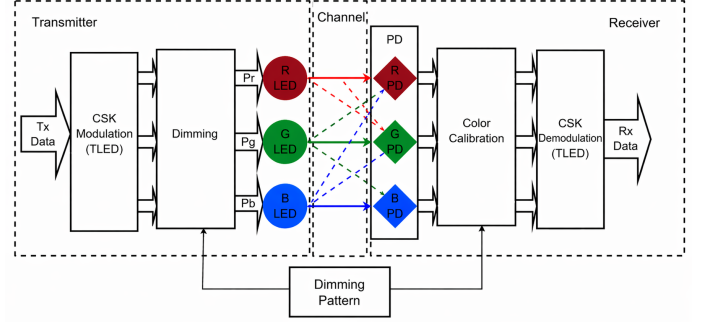 Transmitter
Channel
Receiver
PD
Tx
Data
CSK
Modulation
(TLED)
Dimming
Pr
Pg
Pb
R
LED
G
LED
B
LED
R
PD
G
PD
B
PD
Color
Calibration
CSK
Demodulation
(TLED)
Rx
Data
Dimming
Pattern